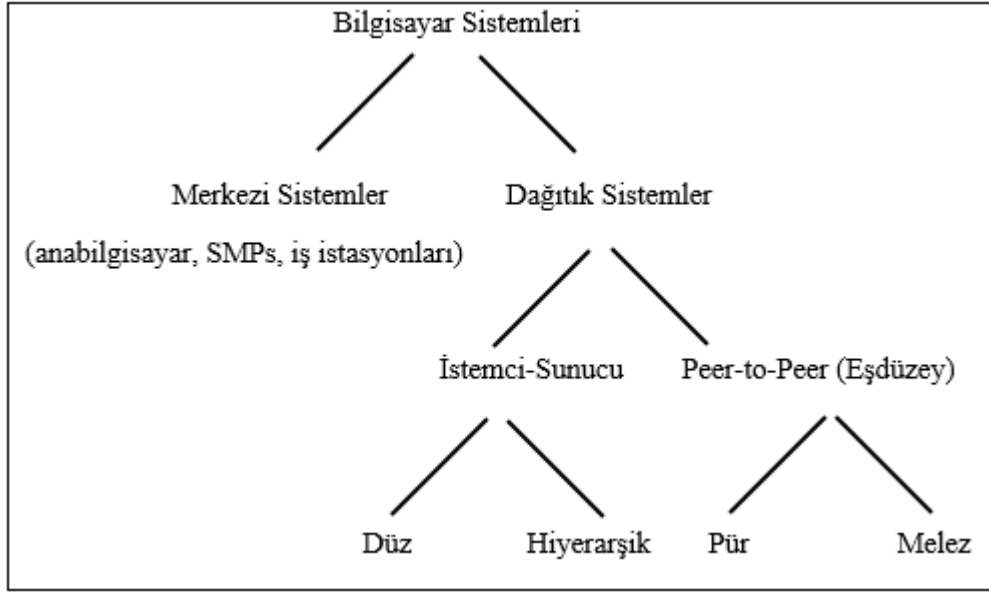 Bilgisayar Sistemleri
Merkezi Sistemler
Dağıtık Sistemler
(anabilgisayar, SMPs, iş istasyonları)
İstemci-Sunucu
Peer-to-Peer (Eşdüzey)
Düz
Hiyerarşik
Pür
Melez